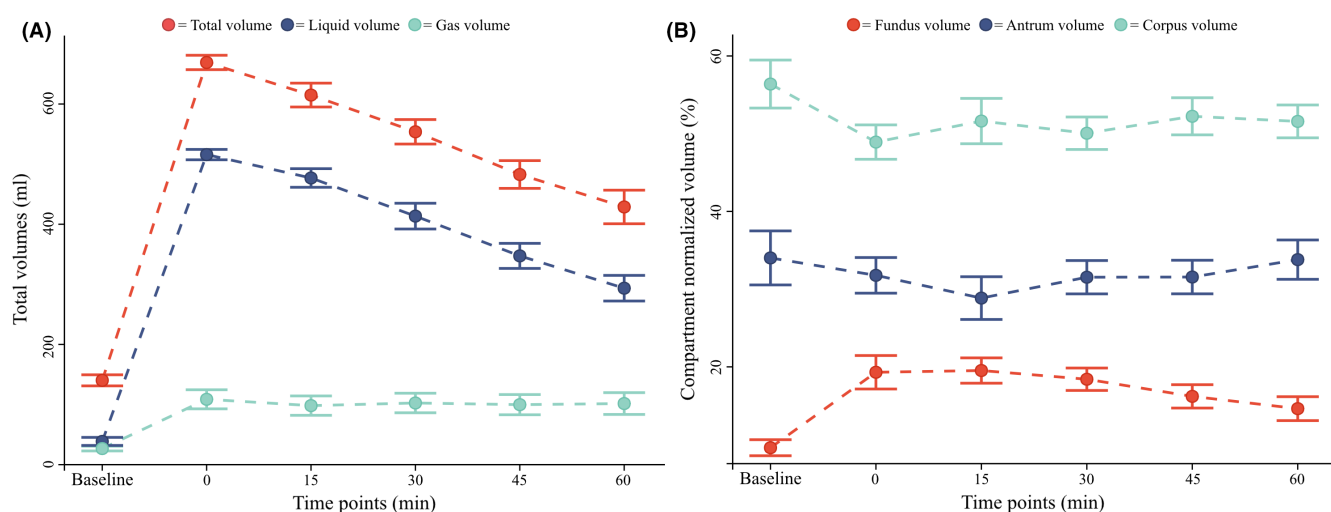 (A)
= Total volume = Liquid volume = Gas volume
Total volumes (ml)
600
400
200
0
Baseline 0 15 30 45 60
Time points (min)
(B)
= Fundus volume = Antrum volume = Corpus volume
Compartment normalized volume (%)
60
40
20
Baseline 0 15 30 45 60
Time points (min)